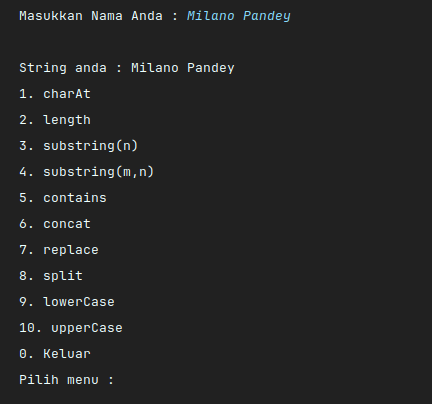 Masukkan Nama Anda : Milano Pandey
String anda : Milano Pandey
1. charAt
2. length
3. substring(n)
4. substring(m,n)
5. contains
6. concat
7. replace
8. split
9. lowerCase
10. upperCase
0. Keluar
Pilih menu :